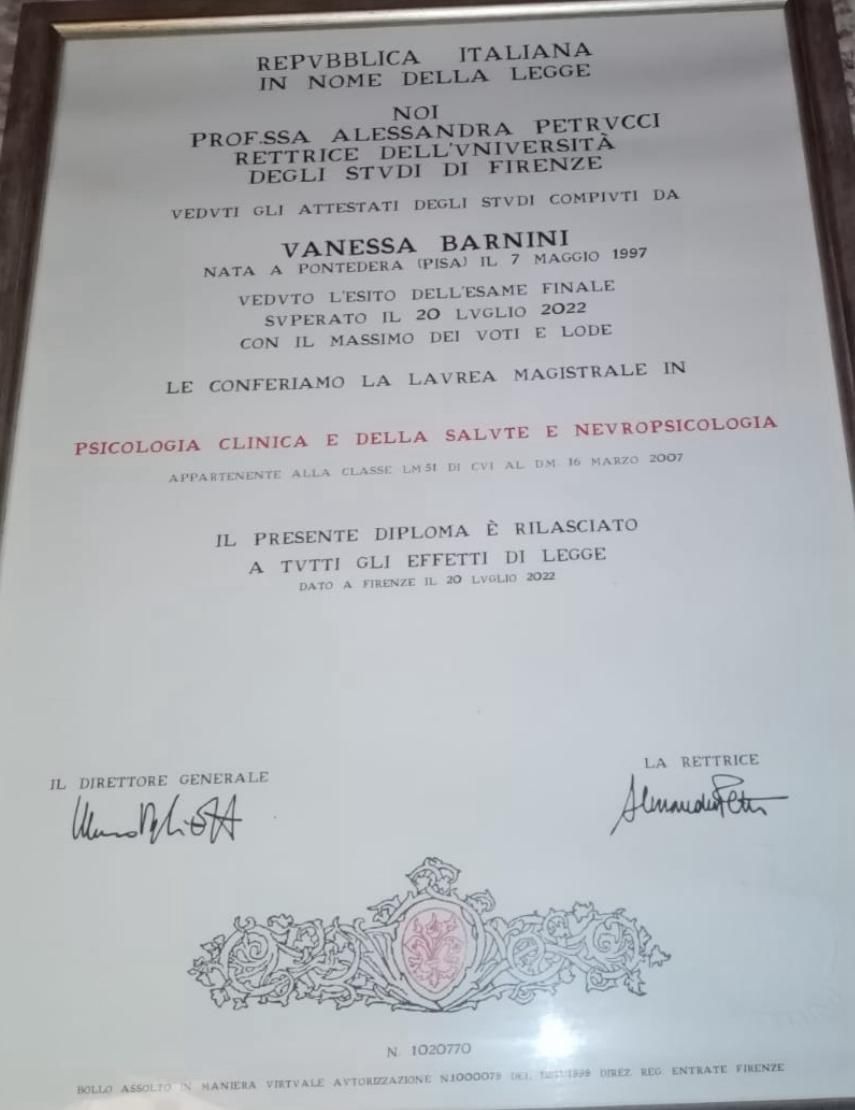 REPVBBLICA ITALIANA
IN NOME DELLA LEGGE
NOI
PROF.SSA ALESSANDRA PETRVCCI
RETTRICE DELL'VNIVERSITÀ
DEGLI STVDI DI FIRENZE
VEDVTI GLI ATTESTATI DEGLI STVDI COMPIVTI DA
VANESSA BARNINI
NATA A PONTEDERA (PISA) IL 7 MAGGIO 1997
VEDVTO L'ESITO DELL'ESAME FINALE
SVPERATO IL 20 LVGLIO 2022
CON IL MASSIMO DEI VOTI E LODE
LE CONFERIAMO LA LAVREA MAGISTRALE IN
PSICOLOGIA CLINICA E DELLA SALVTE E NEVROPSICOLOGIA
APPARTENENTE ALLA CLASSE LM 51 DI CVI AL DM 16 MARZO 2007
IL PRESENTE DIPLOMA È RILASCIATO
A TVTTI GLI EFFETTI DI LEGGE
DATO A FIRENZE IL 20 LVGLIO 2022
IL DIRETTORE GENERALE
LA RETTRICE
N. 1020770
BOLLO ASSOLTO IN MANIERA VIRTVALE AVTORIZZAZIONE N.1000079 DEL DIREZ. REG. ENTRATE FIRENZE